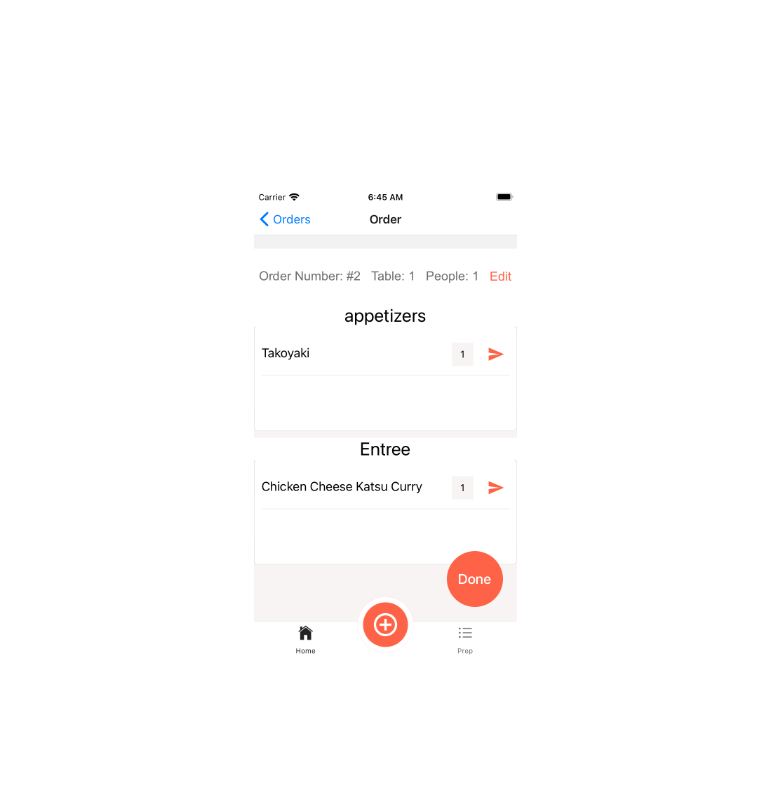 Carrier 6:45 AM
Orders Order
Order Number: #2 Table: 1 People: 1 Edit
appetizers
Takoyaki 1
Entree
Chicken Cheese Katsu Curry 1
Done
Home Prep